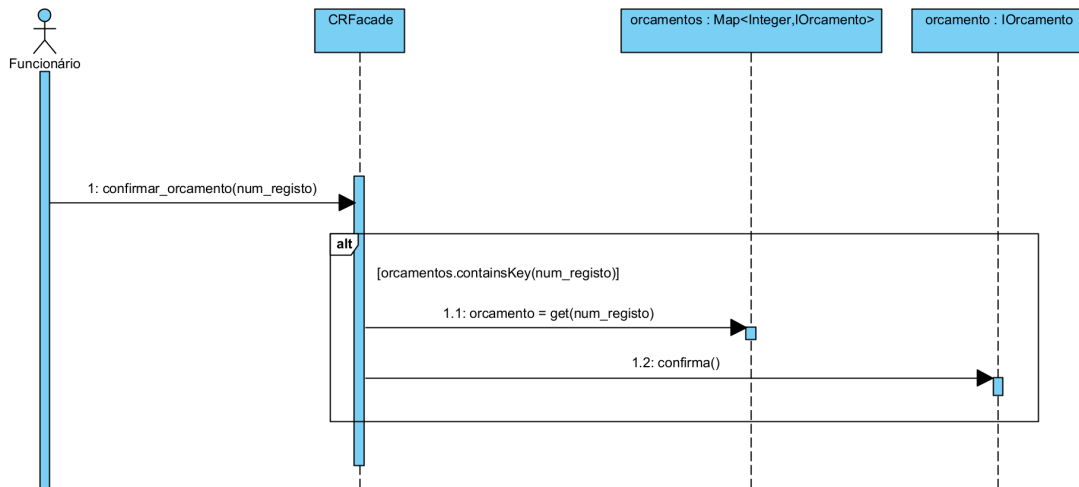 CRFacade
orcamentos : Map<Integer,IOrcamento>
orcamento : IOrcamento
Funcionário
1: confirmar_orcamento(num_registo)
alt
[orcamentos.containsKey(num_registo)]
1.1: orcamento = get(num_registo)
1.2: confirma()